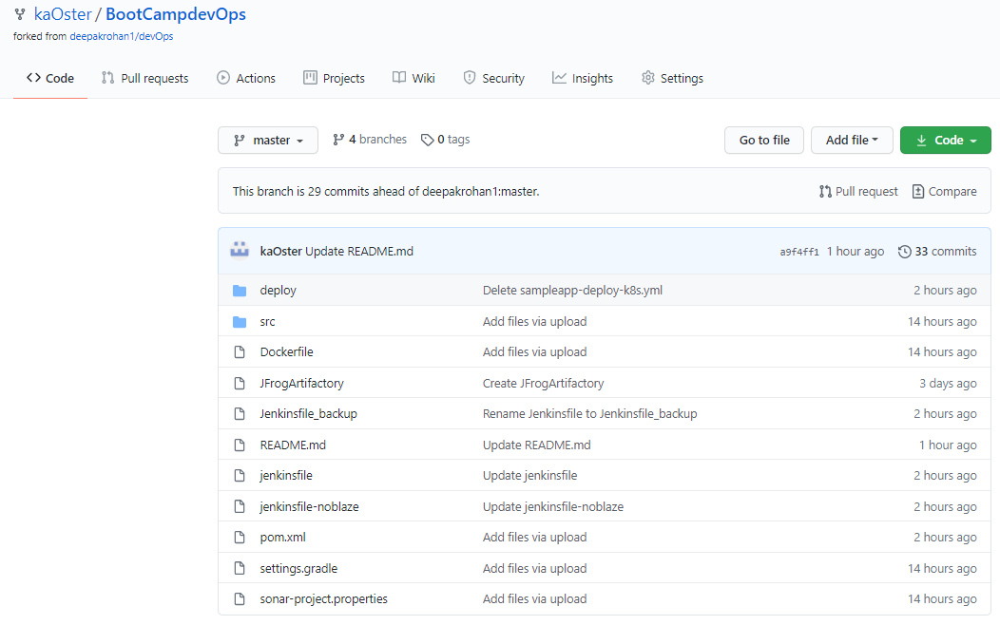 kaOster / BootCampdevOps
forked from deepakrohan1/devOps
Code Pull requests Actions Projects Wiki Security Insights Settings
master 4 branches 0 tags Go to file Add file Code
This branch is 29 commits ahead of deepakrohan1:master. Pull request Compare
kaOster Update README.md a9f4ff1 1 hour ago 33 commits
deploy Delete sampleapp-deploy-k8s.yml 2 hours ago
src Add files via upload 14 hours ago
Dockerfile Add files via upload 14 hours ago
JFrogArtifactory Create JFrogArtifactory 3 days ago
Jenkinsfile_backup Rename Jenkinsfile to Jenkinsfile_backup 2 hours ago
README.md Update README.md 1 hour ago
jenkinsfile Update jenkinsfile 2 hours ago
jenkinsfile-noblaze Update jenkinsfile-noblaze 2 hours ago
pom.xml Add files via upload 2 hours ago
settings.gradle Add files via upload 14 hours ago
sonar-project.properties Add files via upload 14 hours ago